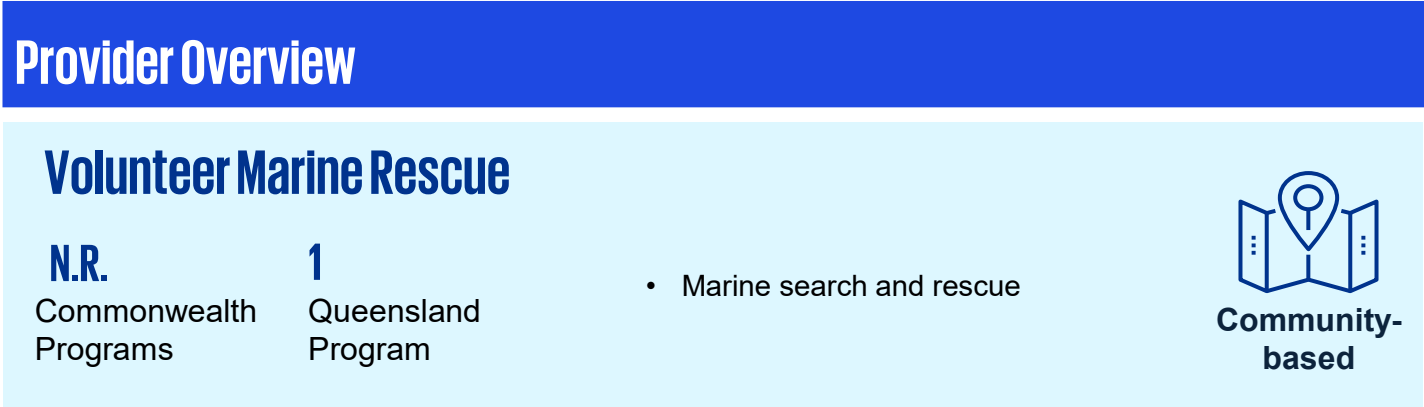 Provider Overview
Volunteer Marine Rescue
N.R.
Commonwealth
Programs
1
Queensland
Program
• Marine search and rescue
Community-
based